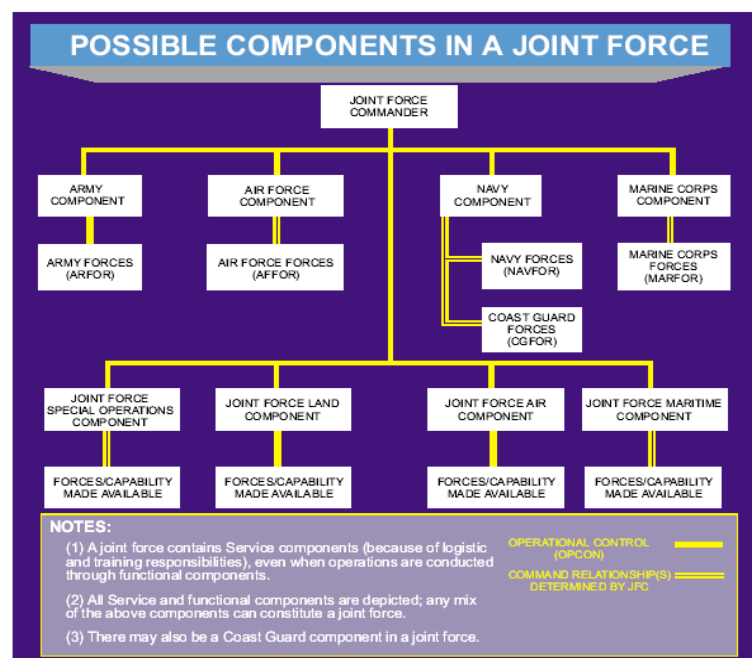 POSSIBLE COMPONENTS IN A JOINT FORCE
JOINT FORCE
COMMANDER
ARMY
COMPONENT
AIR FORCE
COMPONENT
NAVY
COMPONENT
MARINE CORPS
COMPONENT
ARMY FORCES
(ARFOR)
AIR FORCE FORCES
(AFFOR)
NAVY FORCES
(NAVFOR)
MARINE CORPS
FORCES
(MARFOR)
COAST GUARD
FORCES
(CGFOR)
JOINT FORCE
SPECIAL OPERATIONS
COMPONENT
JOINT FORCE LAND
COMPONENT
JOINT FORCE AIR
COMPONENT
JOINT FORCE MARITIME
COMPONENT
FORCES/CAPABILITY
MADE AVAILABLE
FORCES/CAPABILITY
MADE AVAILABLE
FORCES/CAPABILITY
MADE AVAILABLE
FORCES/CAPABILITY
MADE AVAILABLE
NOTES:
(1) A joint force contains Service components (because of logistic
and training responsibilities), even when operations are conducted
through functional components.
(2) All Service and functional components are depicted; any mix
of the above components can constitute a joint force.
(3) There may also be a Coast Guard component in a joint force.
OPERATIONAL CONTROL
(OPCON)
COMMAND RELATIONSHIP(S)
DETERMINED BY JFC